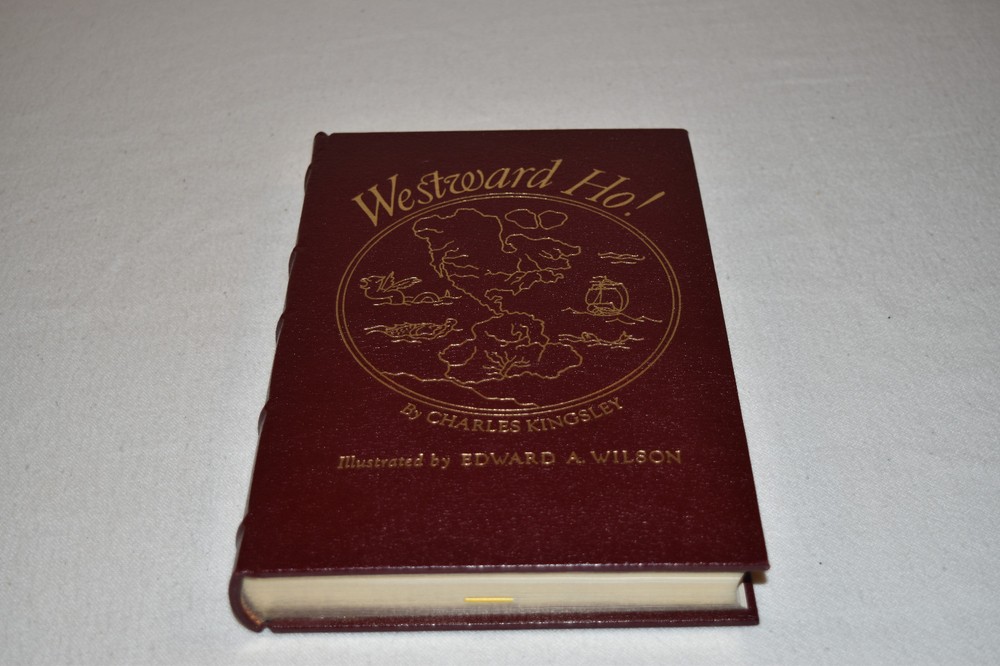 Westward Ho!
By CHARLES KINGSLEY
Illustrated by EDWARD A. WILSON